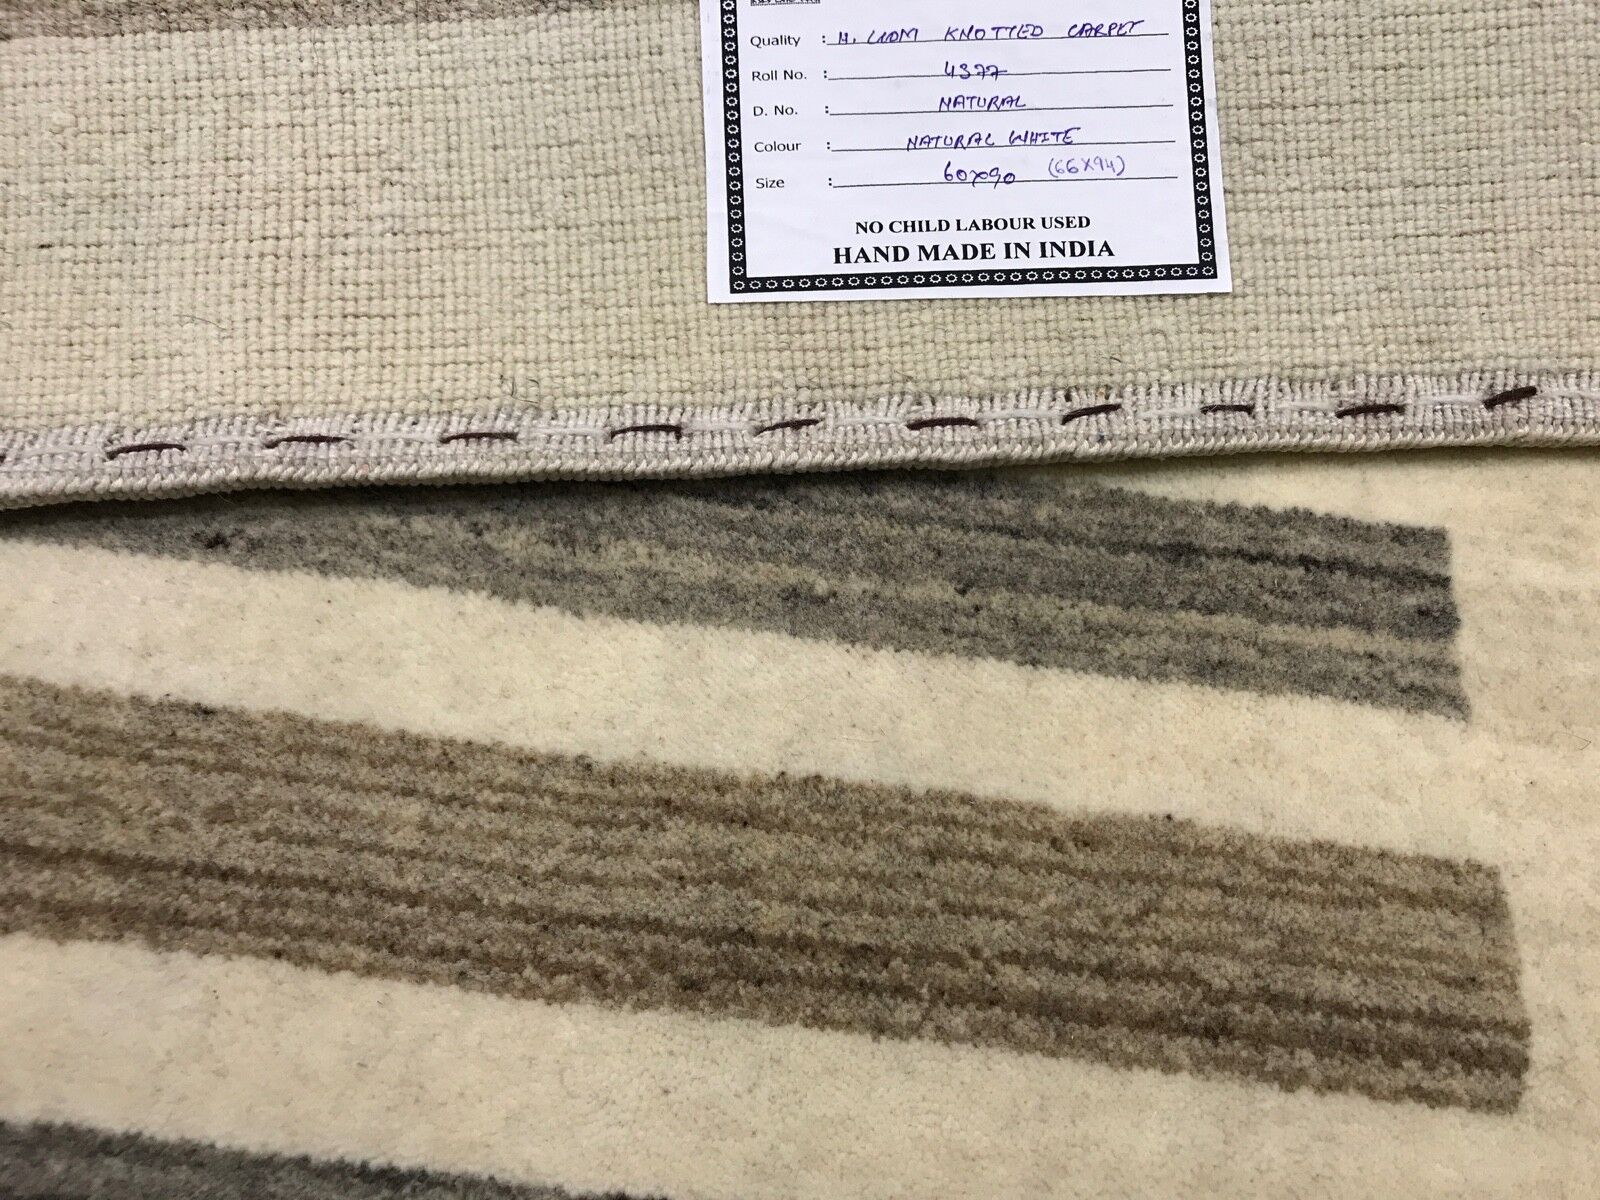 Quality : H. LOOM KNOTTED CARPET
Roll No. : 4377
D. No. : NATURAL
Colour : NATURAL WHITE
Size : 60x90 (66X94)
NO CHILD LABOUR USED
HAND MADE IN INDIA